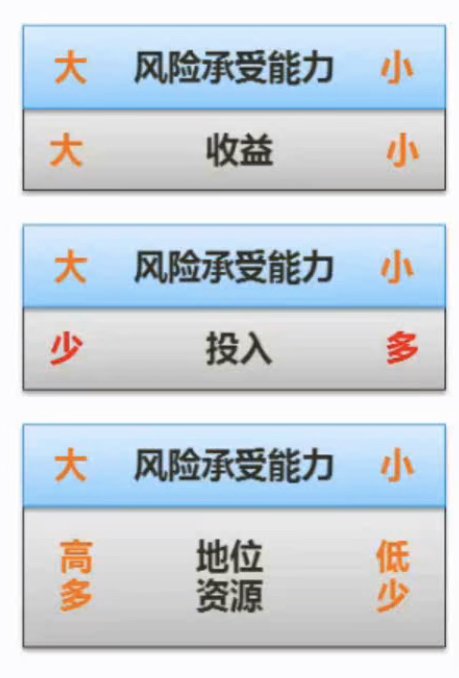 大 风险承受能力 小
大 收益 小
大 风险承受能力 小
少 投入 多
大 风险承受能力 小
高 地位 低
多 资源 少